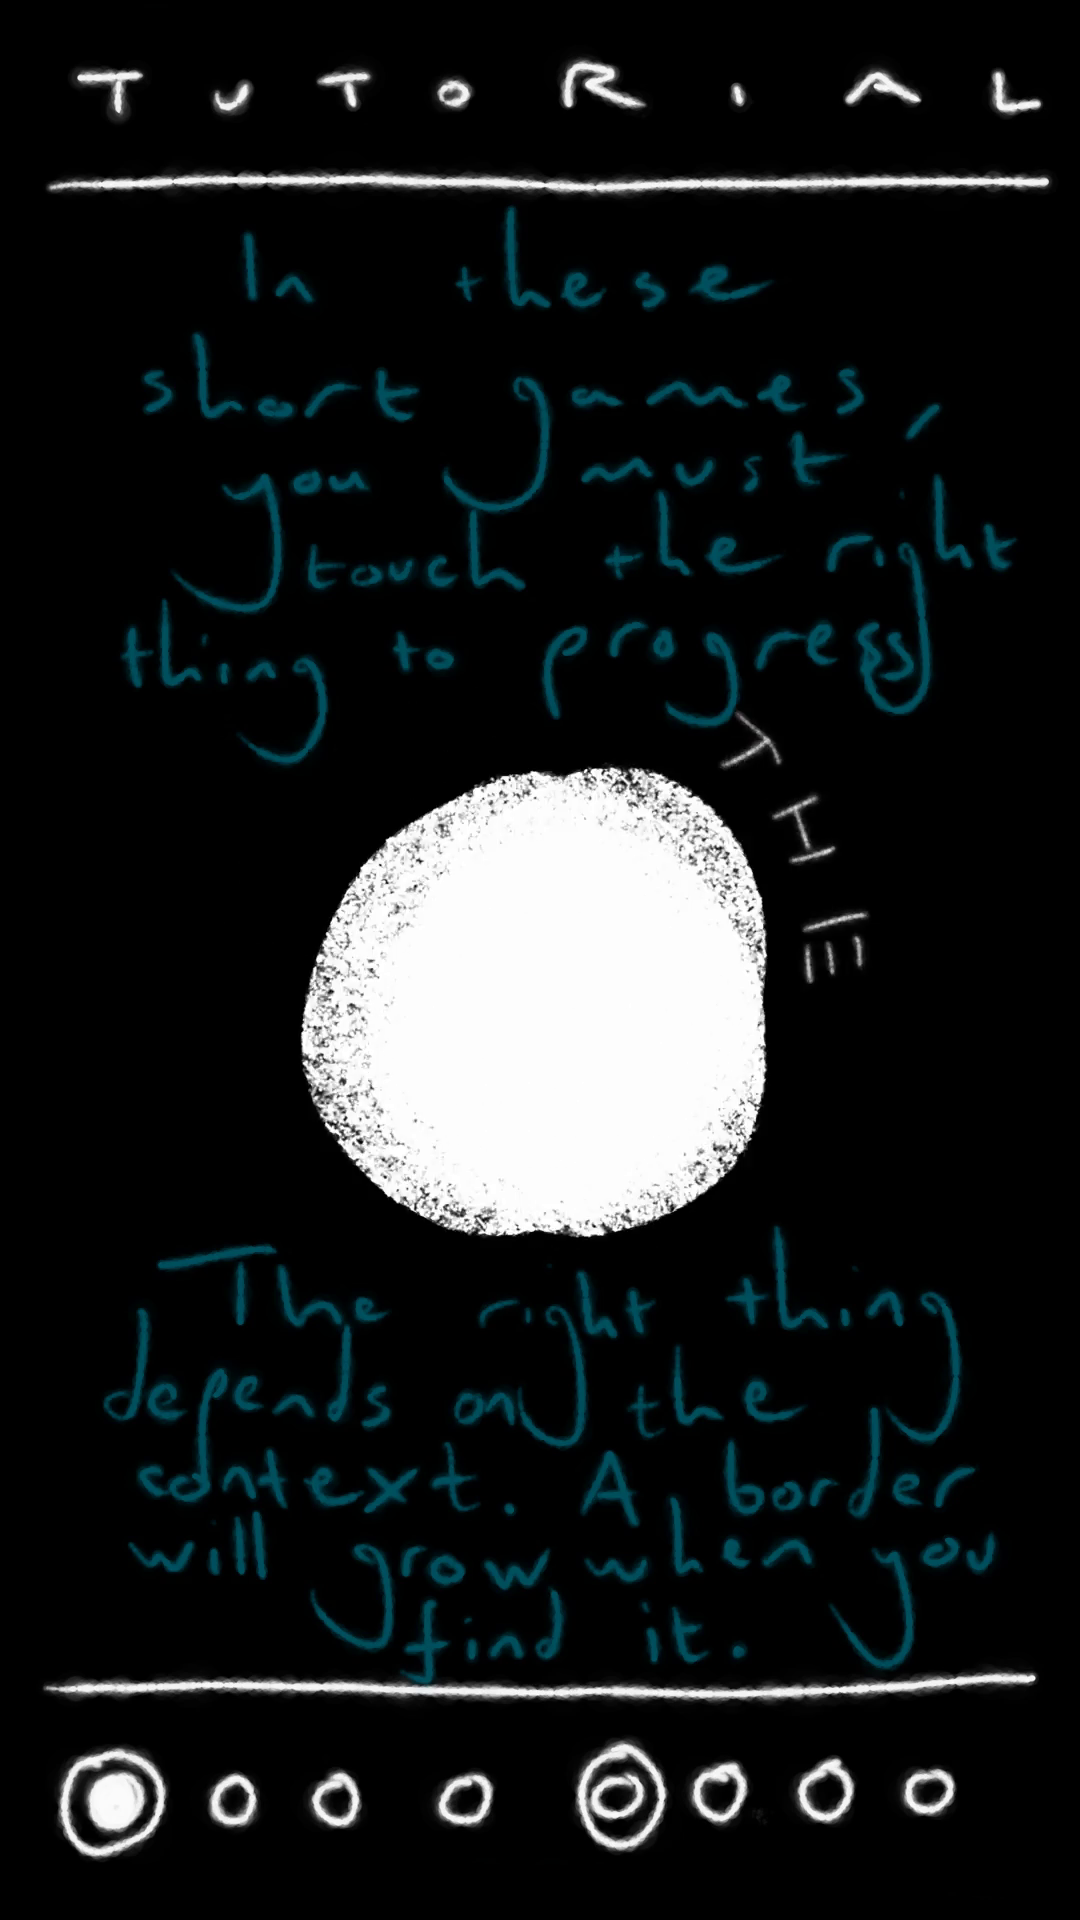 TUTORIAL
In these
short games,
you must
touch the right
thing to progress
The right thing
depends on the
context. A border
will grow when you
find it.